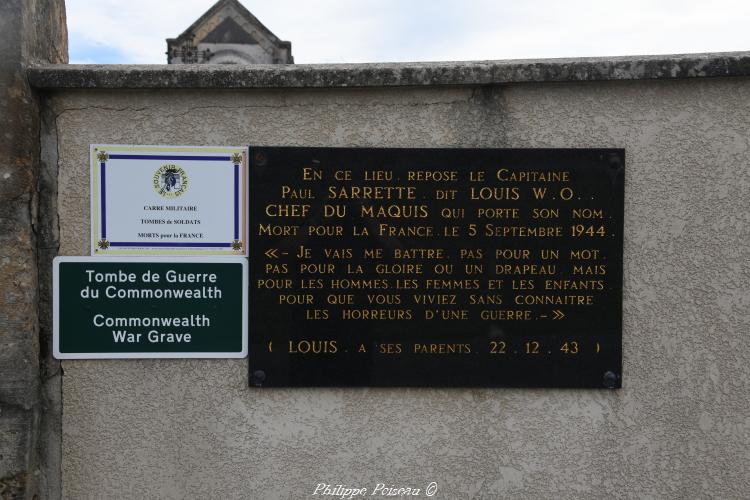 LE SOUVENIR FRANÇAIS
CARRE MILITAIRE
TOMBES de SOLDATS
MORTS pour la FRANCE
Tombe de Guerre
du Commonwealth
Commonwealth
War Grave
EN CE LIEU . REPOSE LE CAPITAINE
PAUL SARRETTE . DIT LOUIS W.O..
CHEF DU MAQUIS QUI PORTE SON NOM.
MORT POUR LA FRANCE . LE 5 SEPTEMBRE 1944 .
«- JE VAIS ME BATTRE . PAS POUR UN MOT.
PAS POUR LA GLOIRE OU UN DRAPEAU. MAIS
POUR LES HOMMES . LES FEMMES ET LES ENFANTS .
POUR QUE VOUS VIVIEZ SANS CONNAITRE
LES HORREURS D'UNE GUERRE . - »
( LOUIS . A SES PARENTS . 22 . 12 . 43 )
Philippe Poiseau ©